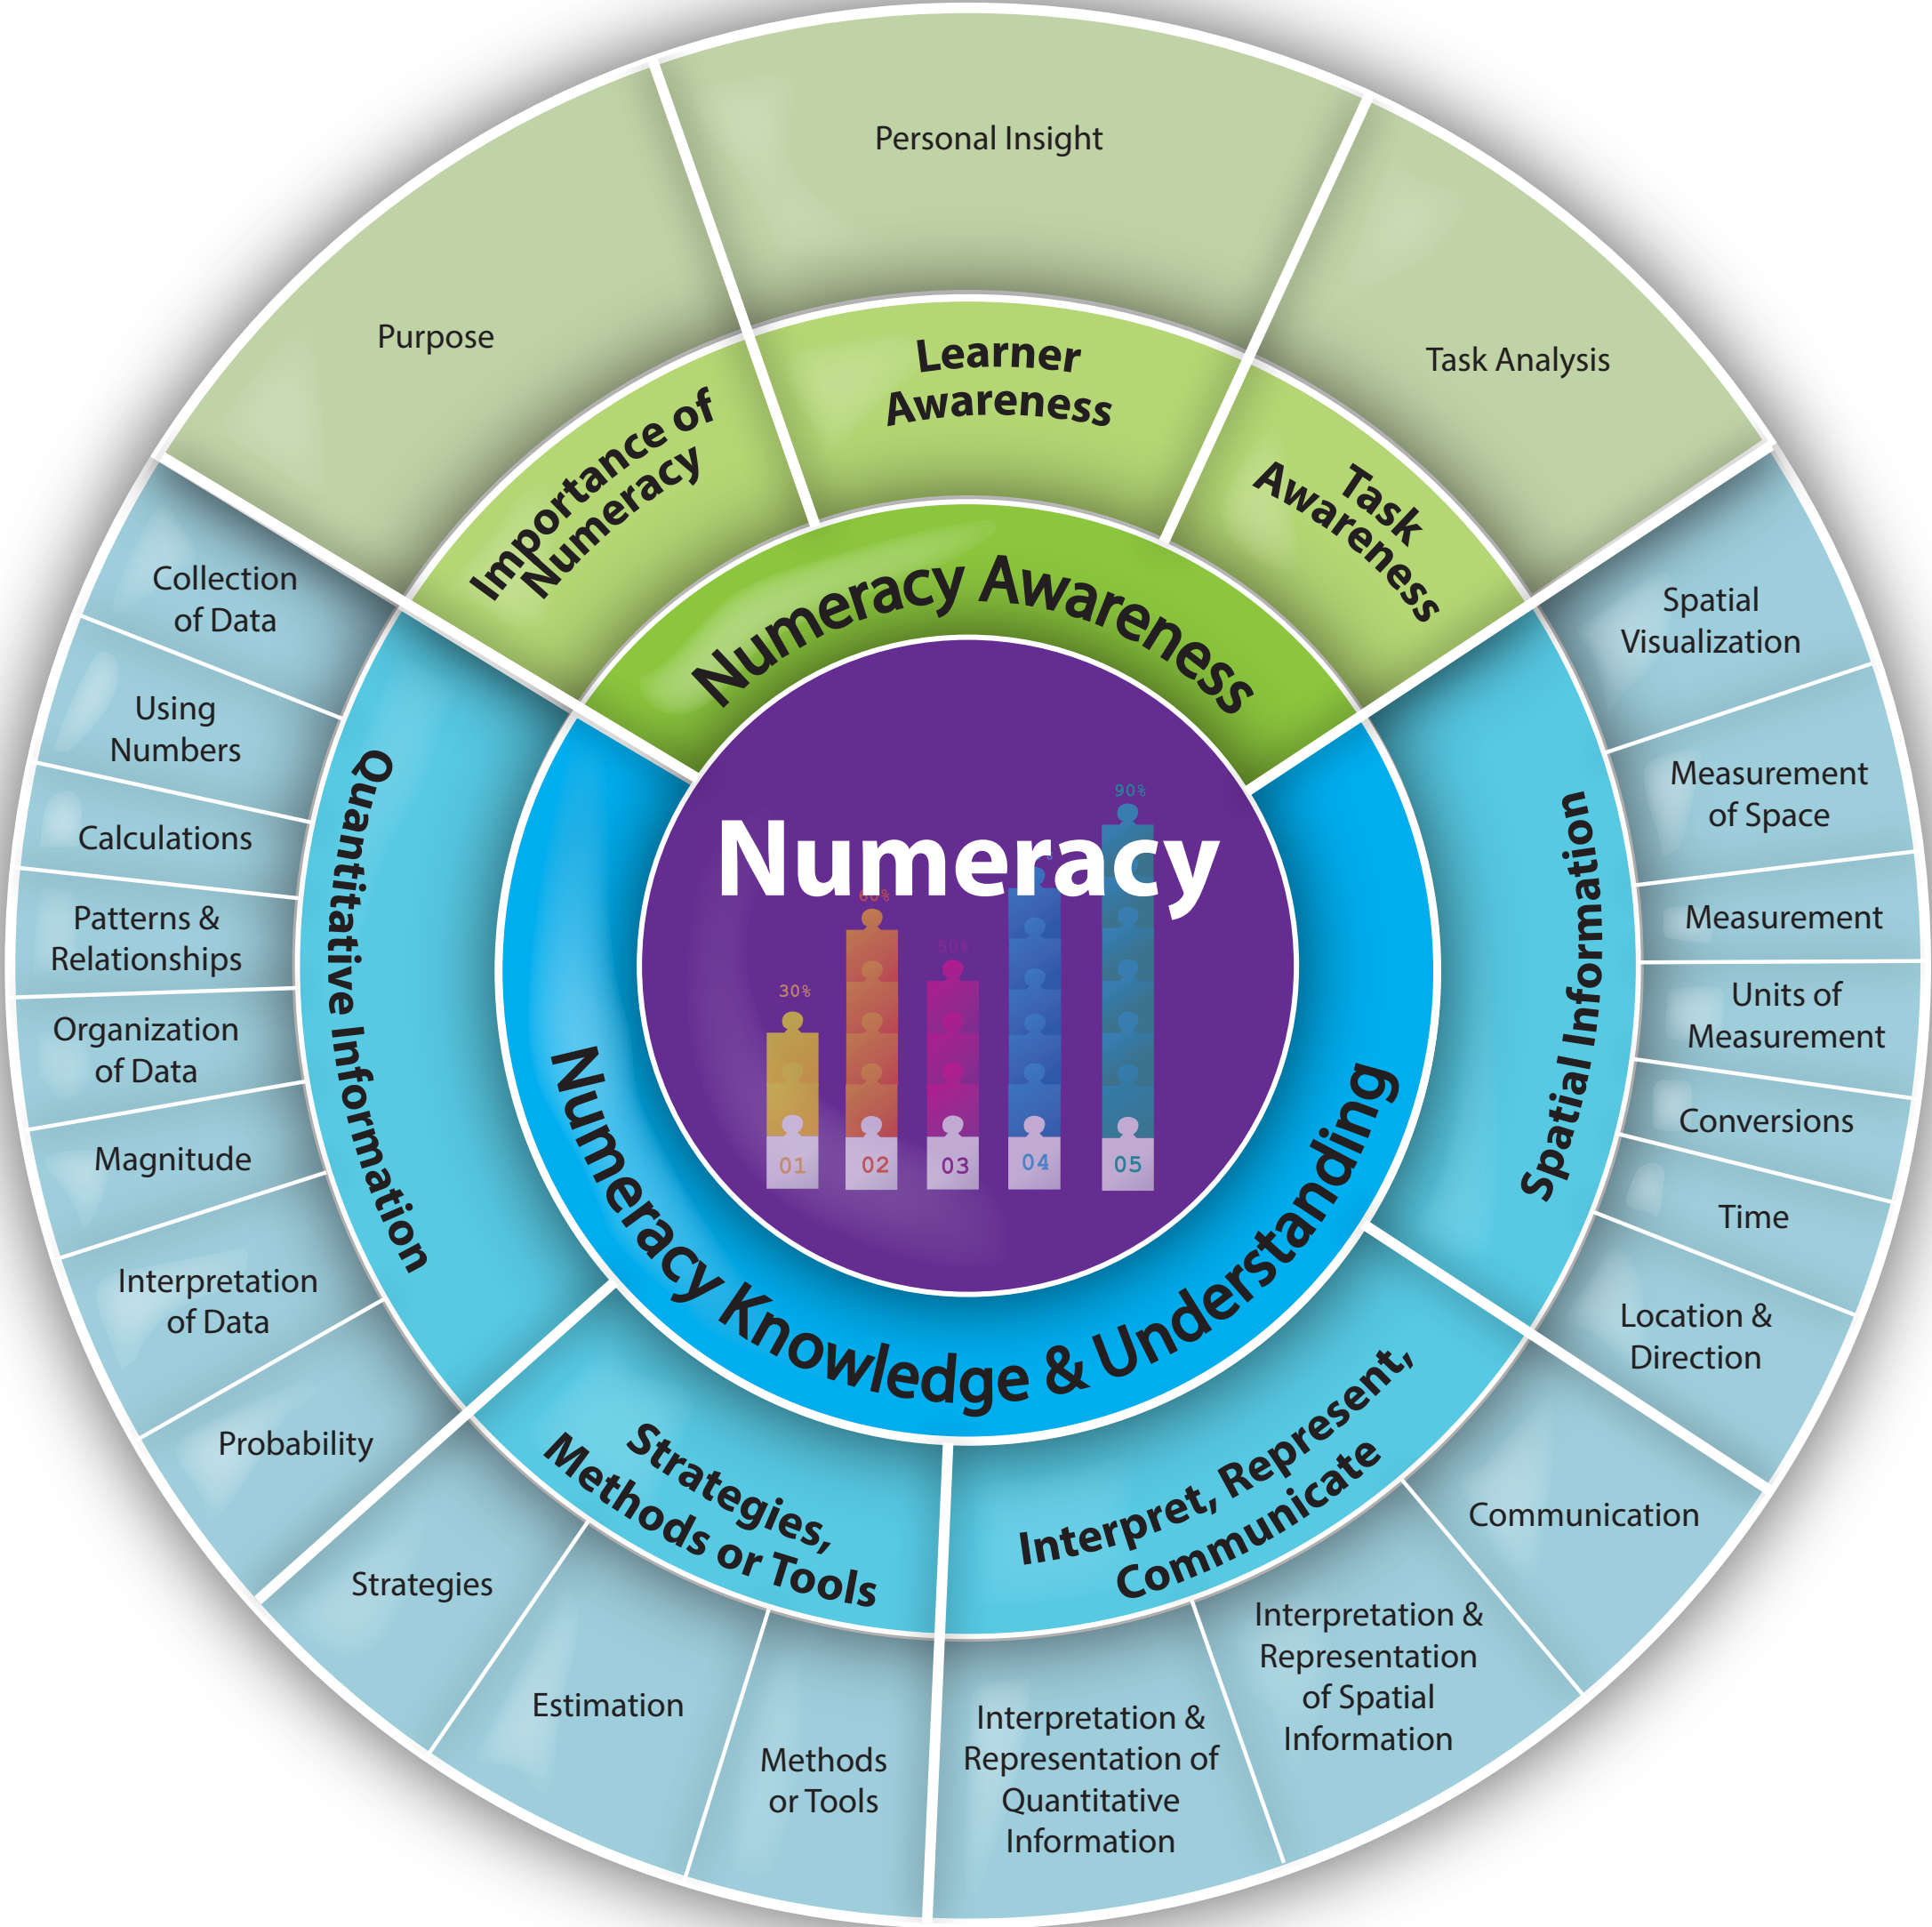 Personal Insight
Purpose
Task Analysis
Learner
Awareness
Importance of
Numeracy
Task
Awareness
Numeracy Awareness
Collection
of Data
Using
Numbers
Calculations
Patterns &
Relationships
Organization
of Data
Magnitude
Interpretation
of Data
Probability
Quantitative Information
Numeracy
90%
60%
50%
30%
01
02
03
04
05
Numeracy Knowledge & Understanding
Spatial Information
Spatial
Visualization
Measurement
of Space
Measurement
Units of
Measurement
Conversions
Time
Location &
Direction
Strategies,
Methods or Tools
Interpret, Represent,
Communicate
Strategies
Estimation
Methods
or Tools
Interpretation &
Representation of
Quantitative
Information
Interpretation &
Representation
of Spatial
Information
Communication